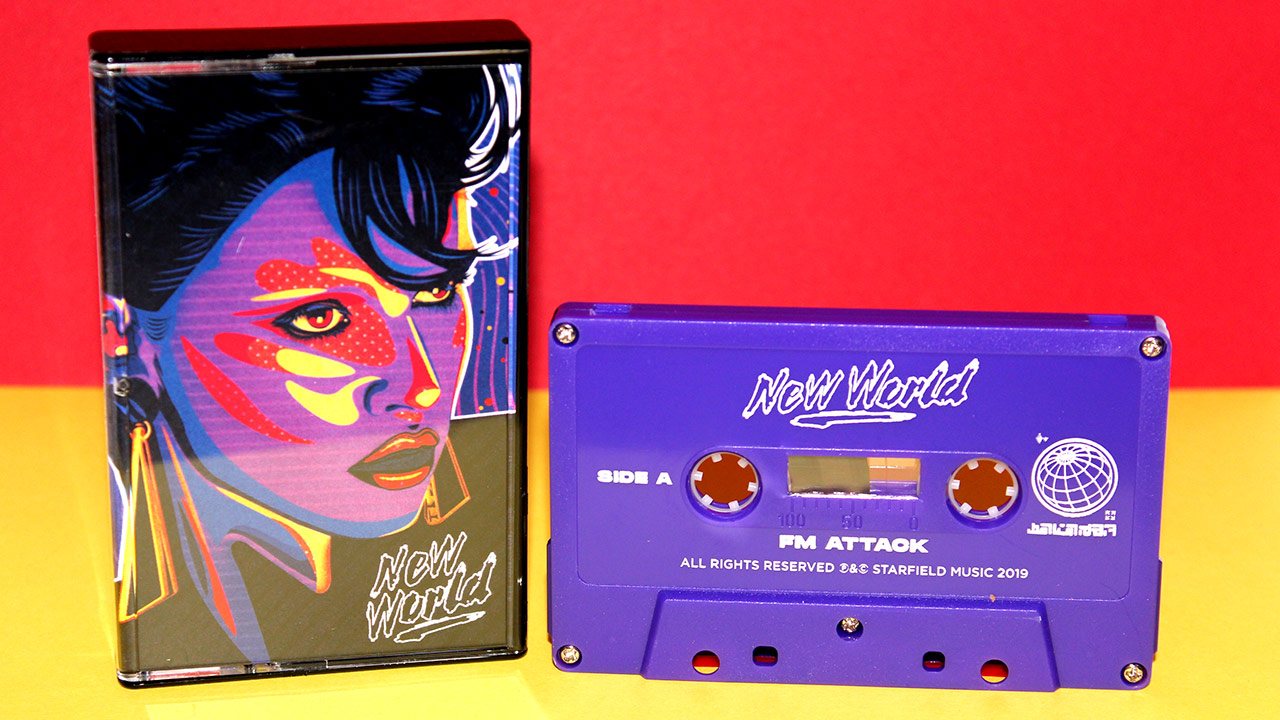 New
World
New World
SIDE A
100 50 0
FM ATTACK
ALL RIGHTS RESERVED ℗&© STARFIELD MUSIC 2019